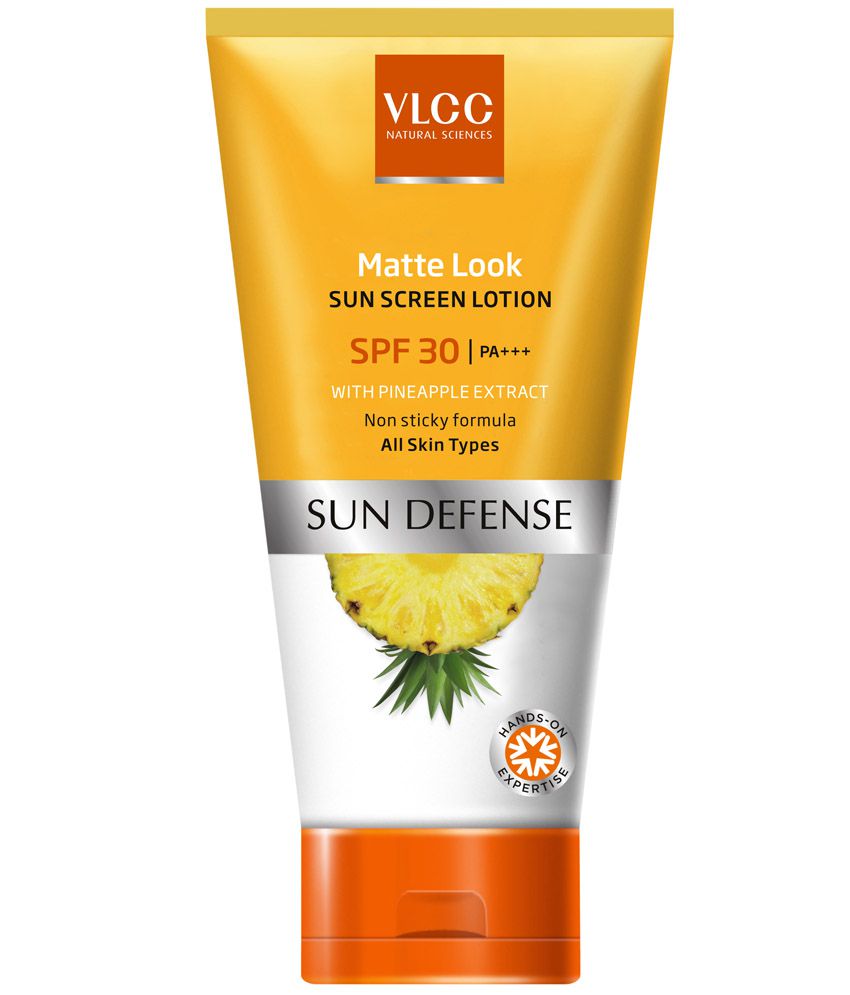 VLCC
NATURAL SCIENCES
Matte Look
SUN SCREEN LOTION
SPF 30 | PA+++
WITH PINEAPPLE EXTRACT
Non sticky formula
All Skin Types
SUN DEFENSE
HANDS-ON
EXPERTISE